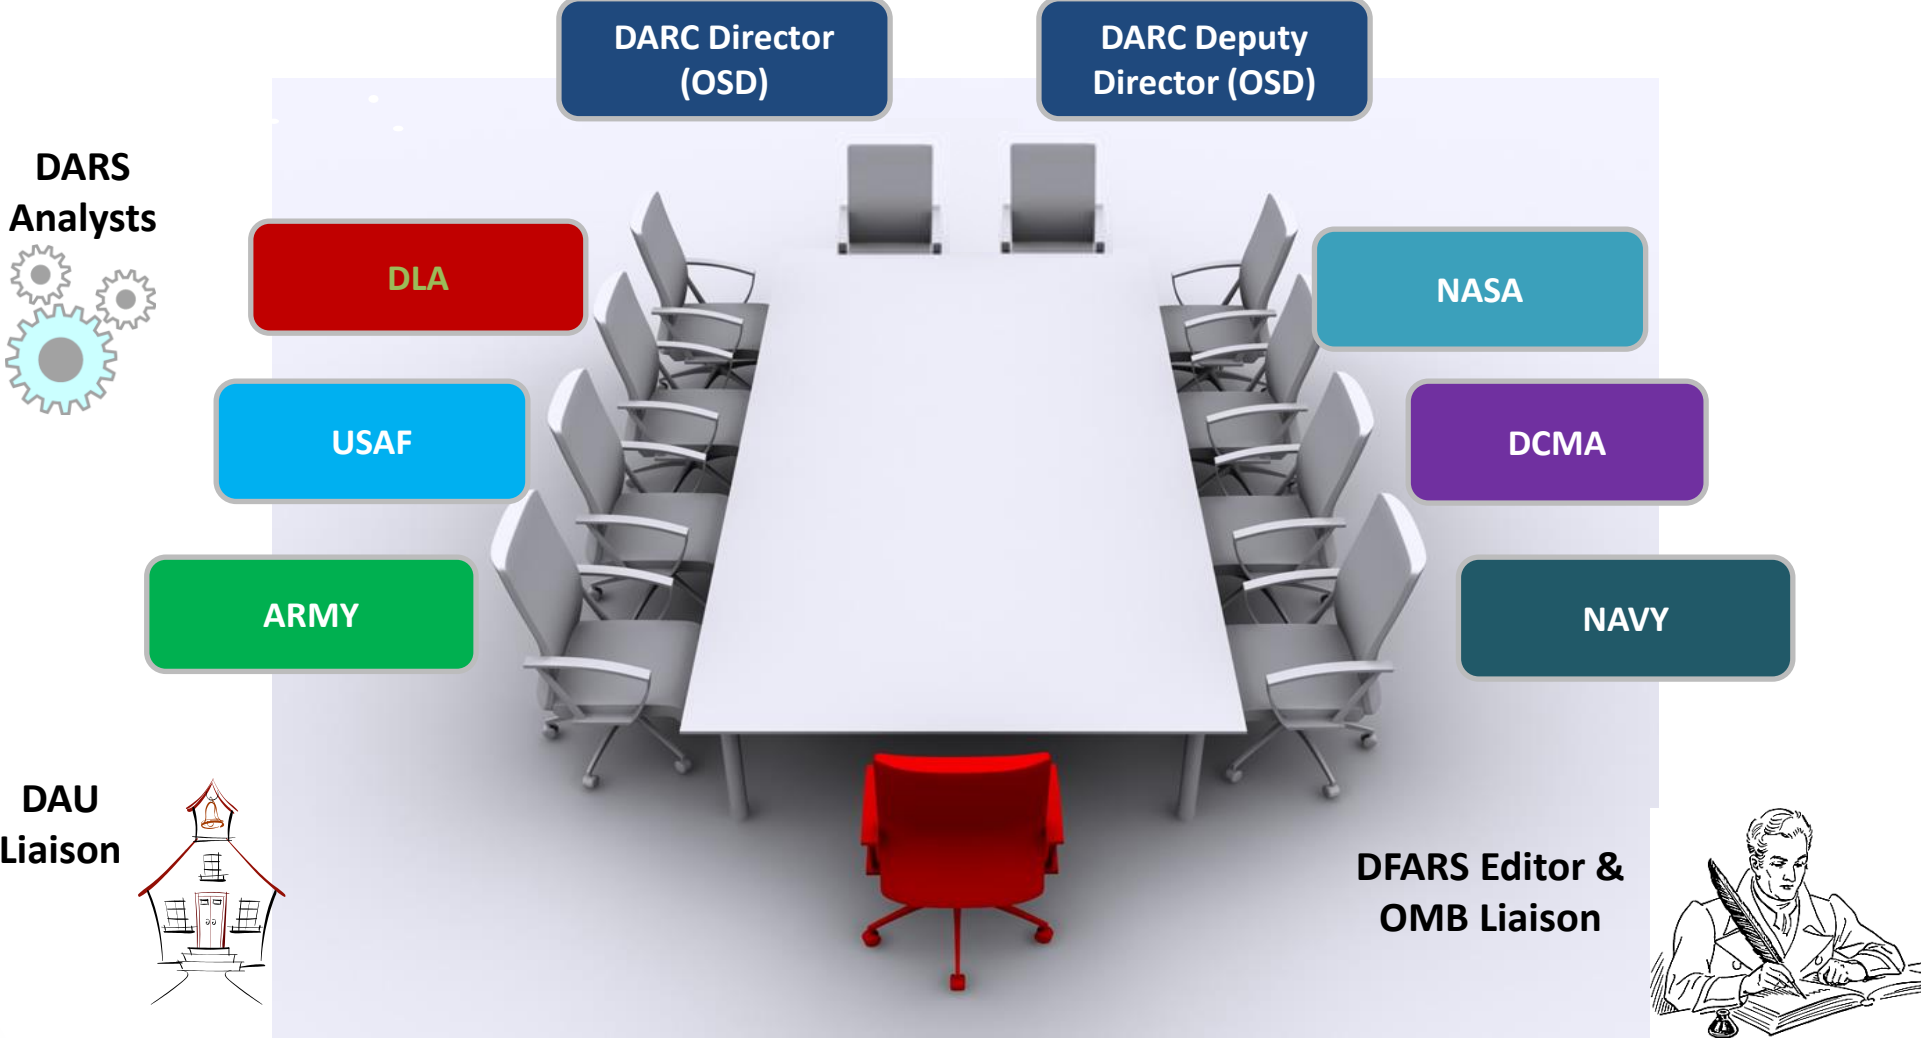 DARC Director
(OSD)
DARC Deputy
Director (OSD)
DARS
Analysts
DLA
NASA
USAF
DCMA
ARMY
NAVY
DAU
Liaison
DFARS Editor &
OMB Liaison